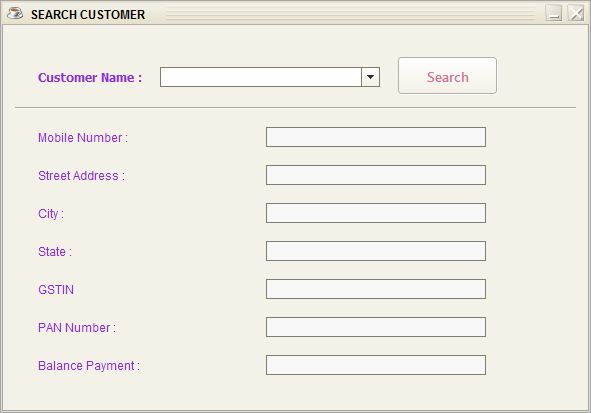 SEARCH CUSTOMER
Customer Name : Search
Mobile Number :
Street Address :
City :
State :
GSTIN
PAN Number :
Balance Payment :